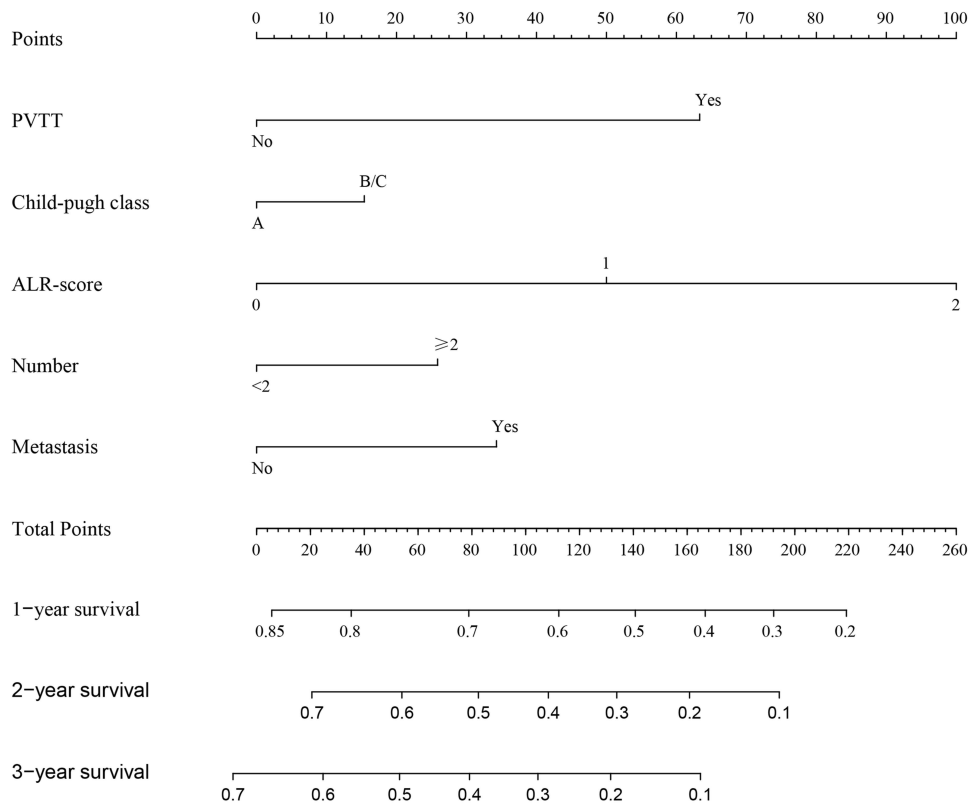 0 10 20 30 40 50 60 70 80 90 100
Points
Yes
PVTT
No
B/C
Child-pugh class
A
1
ALR-score
0 2
⩾2
Number
<2
Yes
Metastasis
No
Total Points
0 20 40 60 80 100 120 140 160 180 200 220 240 260
1−year survival
0.85 0.8 0.7 0.6 0.5 0.4 0.3 0.2
2−year survival
0.7 0.6 0.5 0.4 0.3 0.2 0.1
3−year survival
0.7 0.6 0.5 0.4 0.3 0.2 0.1